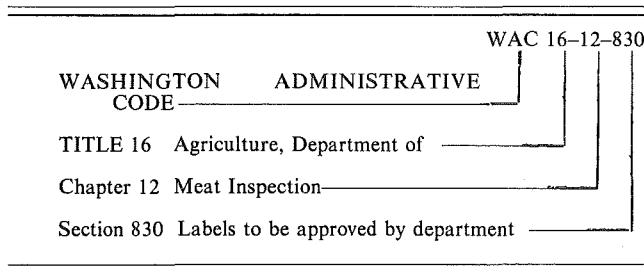 WAC 16–12–830
WASHINGTON ADMINISTRATIVE
CODE
TITLE 16 Agriculture, Department of
Chapter 12 Meat Inspection
Section 830 Labels to be approved by department